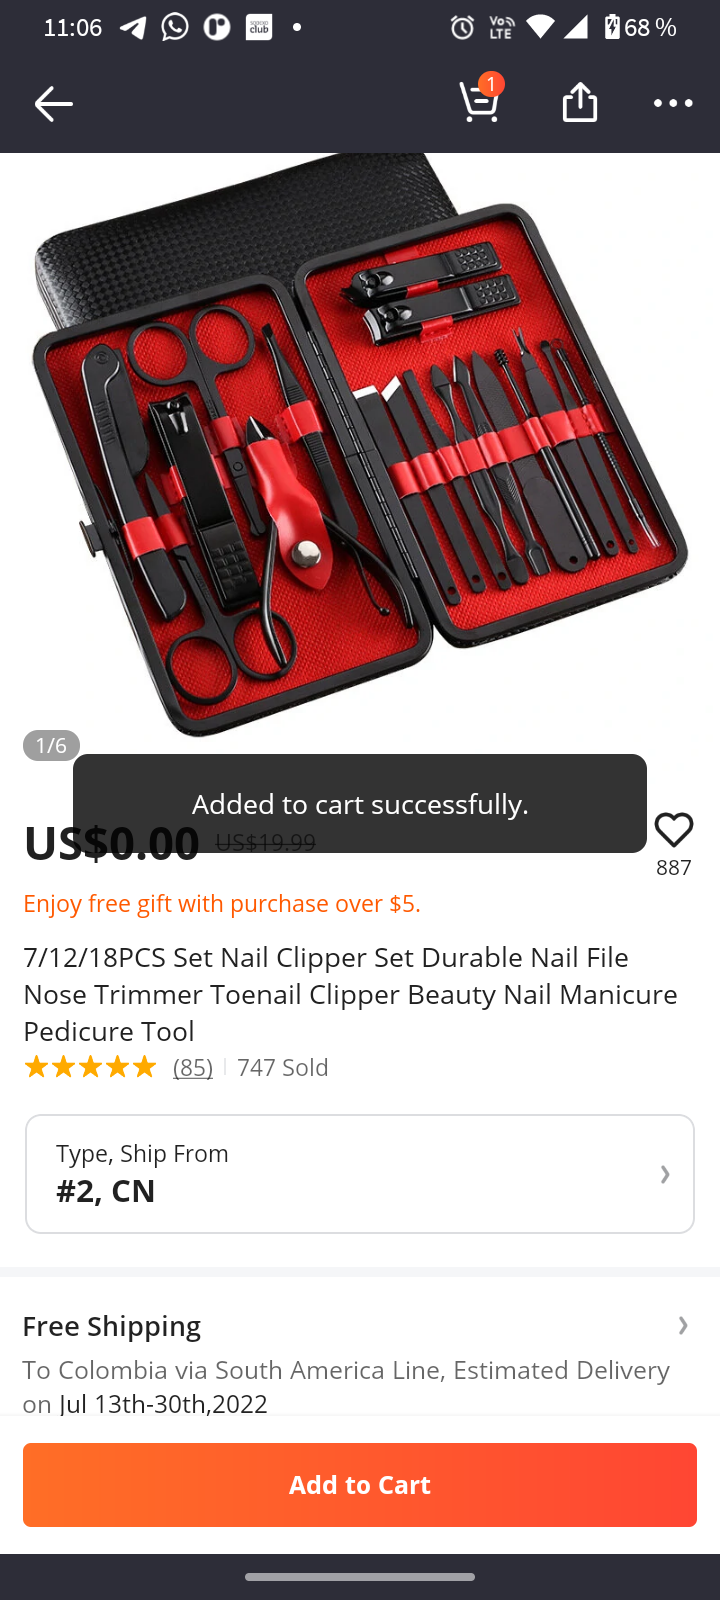 11:06
Vo
LTE
68 %
1
1/6
Added to cart successfully.
US$0.00 US$19.99
887
Enjoy free gift with purchase over $5.
7/12/18PCS Set Nail Clipper Set Durable Nail File
Nose Trimmer Toenail Clipper Beauty Nail Manicure
Pedicure Tool
(85) 747 Sold
Type, Ship From
#2, CN
Free Shipping
To Colombia via South America Line, Estimated Delivery
on Jul 13th-30th,2022
Add to Cart